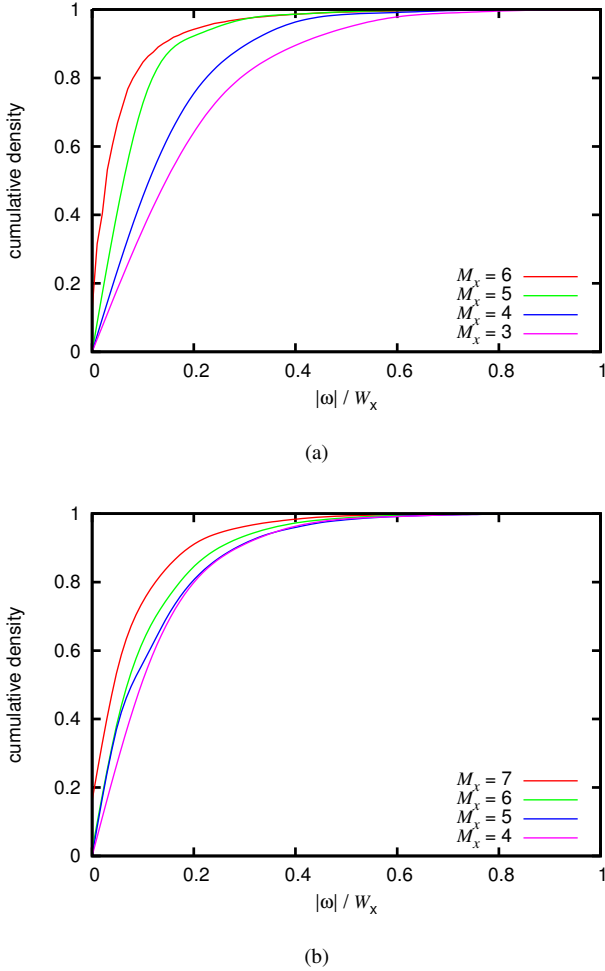 1
0.8
0.6
0.4
0.2
0
cumulative density
M_x = 6
M_x = 5
M_x = 4
M_x = 3
0 0.2 0.4 0.6 0.8 1
|ω| / W_x
(a)
1
0.8
0.6
0.4
0.2
0
cumulative density
M_x = 7
M_x = 6
M_x = 5
M_x = 4
0 0.2 0.4 0.6 0.8 1
|ω| / W_x
(b)